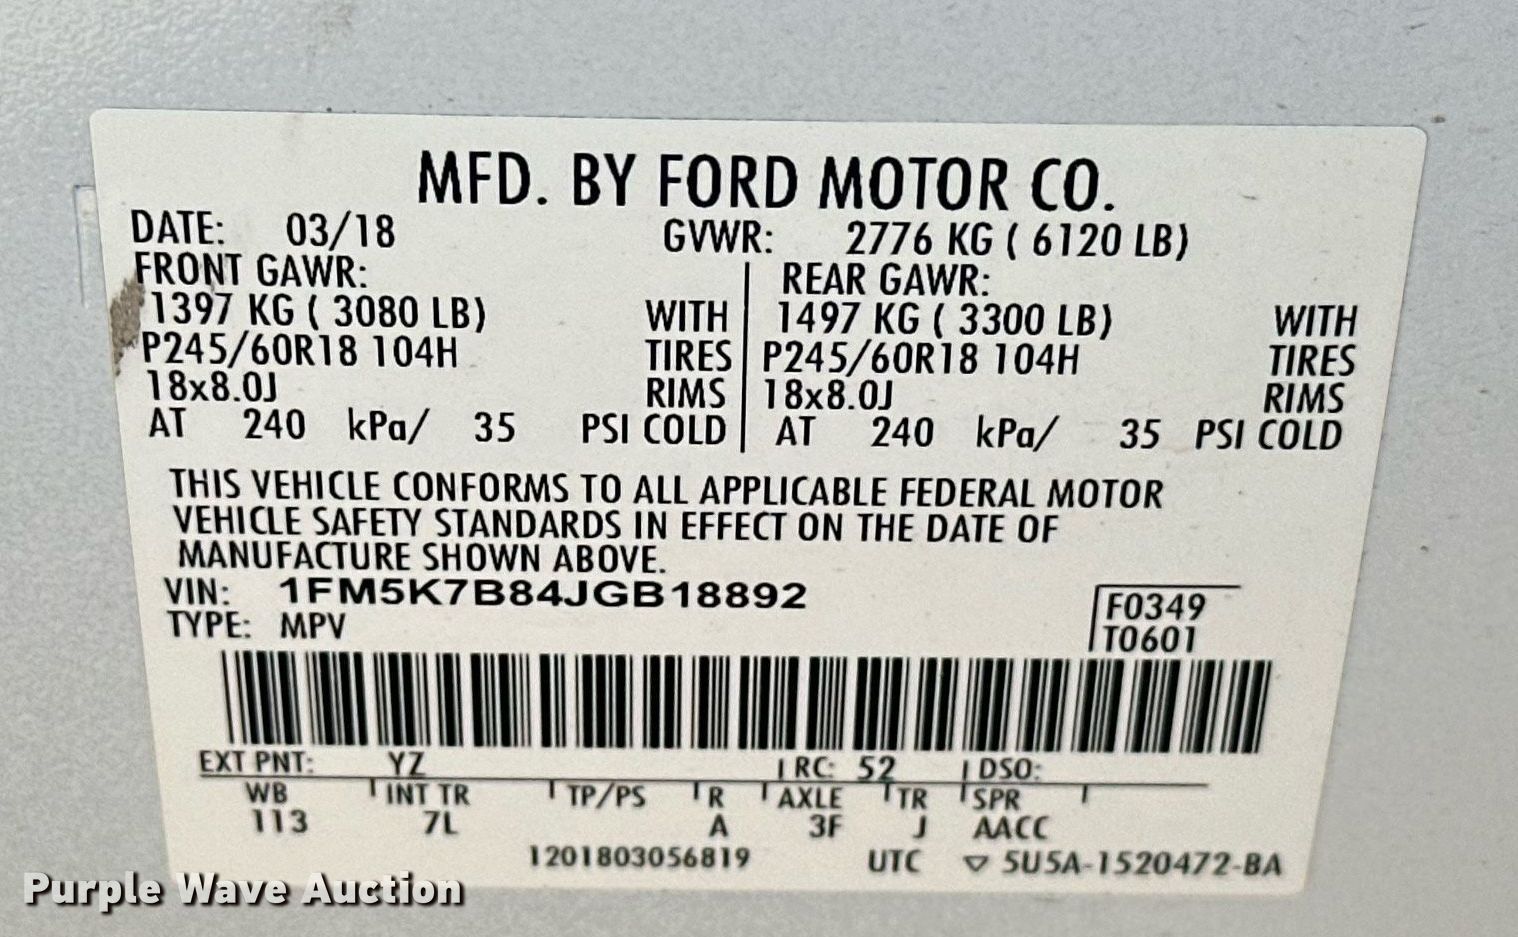 MFD. BY FORD MOTOR CO.
DATE: 03/18 GVWR: 2776 KG ( 6120 LB)
FRONT GAWR: REAR GAWR:
1397 KG ( 3080 LB) WITH 1497 KG ( 3300 LB) WITH
P245/60R18 104H TIRES P245/60R18 104H TIRES
18x8.0J RIMS 18x8.0J RIMS
AT 240 kPa/ 35 PSI COLD AT 240 kPa/ 35 PSI COLD
THIS VEHICLE CONFORMS TO ALL APPLICABLE FEDERAL MOTOR
VEHICLE SAFETY STANDARDS IN EFFECT ON THE DATE OF
MANUFACTURE SHOWN ABOVE.
VIN: 1FM5K7B84JGB18892 F0349
TYPE: MPV T0601
EXT PNT: YZ RC: 52 DSO:
WB INT TR TP/PS R AXLE TR SPR
113 7L A 3F J AACC
1201803056819 UTC ▽ 5U5A-1520472-BA
Purple Wave Auction